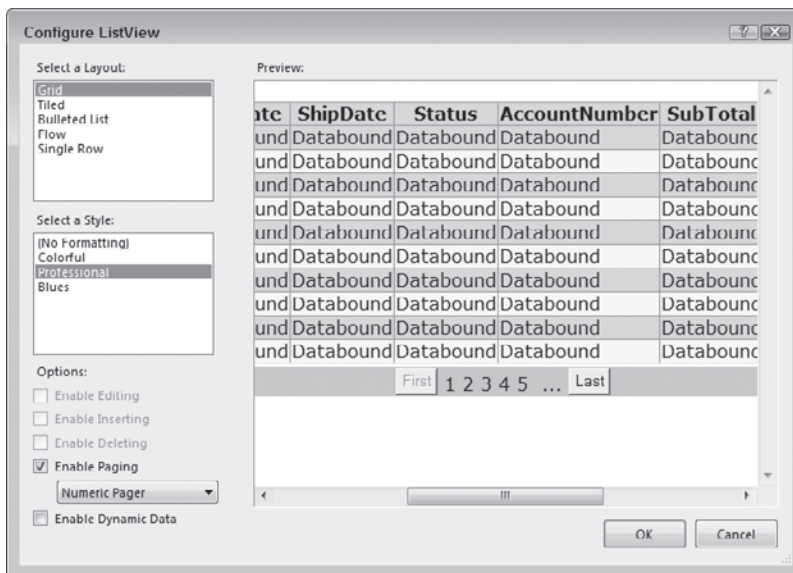 Configure ListView
Select a Layout:
Grid
Tiled
Bulleted List
Flow
Single Row
Select a Style:
(No Formatting)
Colorful
Professional
Blues
Options:
Enable Editing
Enable Inserting
Enable Deleting
Enable Paging
Numeric Pager
Enable Dynamic Data
Preview:
ate ShipDate Status AccountNumber SubTotal
und Databound Databound Databound Databound
und Databound Databound Databound Databound
und Databound Databound Databound Databound
und Databound Databound Databound Databound
und Databound Databound Databound Databound
und Databound Databound Databound Databound
und Databound Databound Databound Databound
und Databound Databound Databound Databound
und Databound Databound Databound Databound
und Databound Databound Databound Databound
First 1 2 3 4 5 ... Last
OK Cancel